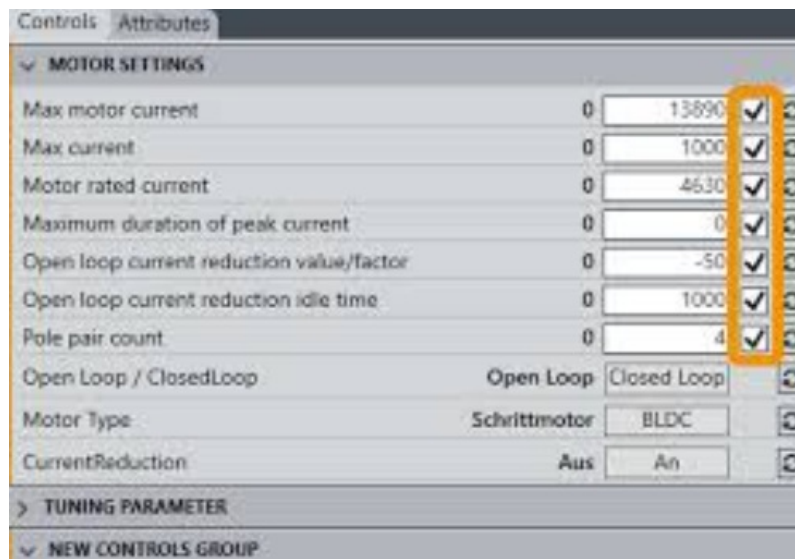 Controls Attributes
MOTOR SETTINGS
Max motor current 0 13890
Max current 0 1000
Motor rated current 0 4630
Maximum duration of peak current 0 0
Open loop current reduction value/factor 0 -50
Open loop current reduction idle time 0 1000
Pole pair count 0 4
Open Loop / ClosedLoop Open Loop Closed Loop
Motor Type Schrittmotor BLDC
CurrentReduction Aus An
TUNING PARAMETER
NEW CONTROLS GROUP